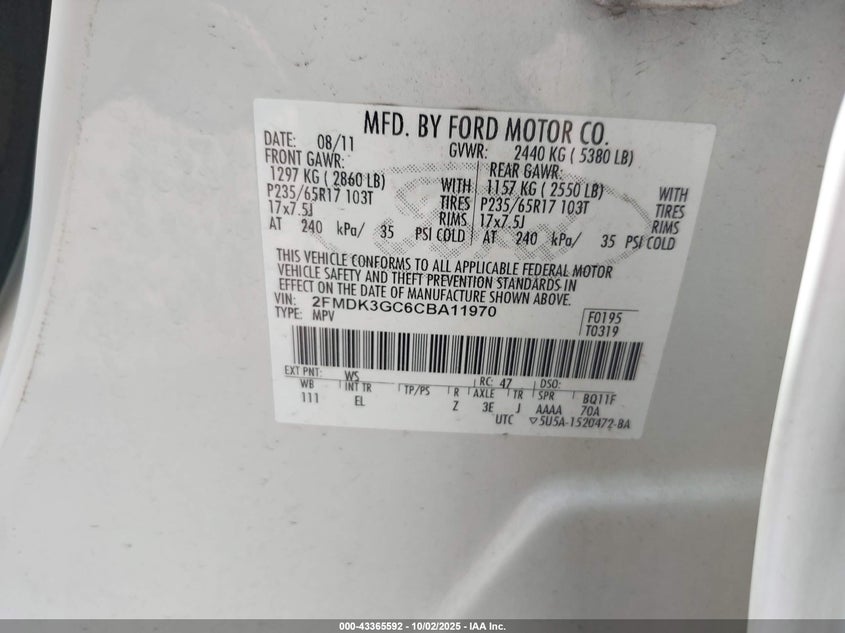 MFD. BY FORD MOTOR CO.
DATE: 08/11 GVWR: 2440 KG ( 5380 LB)
FRONT GAWR: REAR GAWR:
1297 KG ( 2860 LB) WITH 1157 KG ( 2550 LB) WITH
P235/65R17 103T TIRES P235/65R17 103T TIRES
17x7.5J RIMS 17x7.5J RIMS
AT 240 kPa/ 35 PSI COLD AT 240 kPa/ 35 PSI COLD
THIS VEHICLE CONFORMS TO ALL APPLICABLE FEDERAL MOTOR
VEHICLE SAFETY AND THEFT PREVENTION STANDARDS IN
EFFECT ON THE DATE OF MANUFACTURE SHOWN ABOVE.
VIN: 2FMDK3GC6CBA11970
TYPE: MPV
F0195
T0319
EXT PNT: WS RC: 47 DSO:
WB INT TR TP/PS R AXLE TR SPR BQ11F
111 EL Z 3E J AAAA 70A
UTC ▽5U5A-1520472-BA
000-43365592 - 10/02/2025 - IAA Inc.